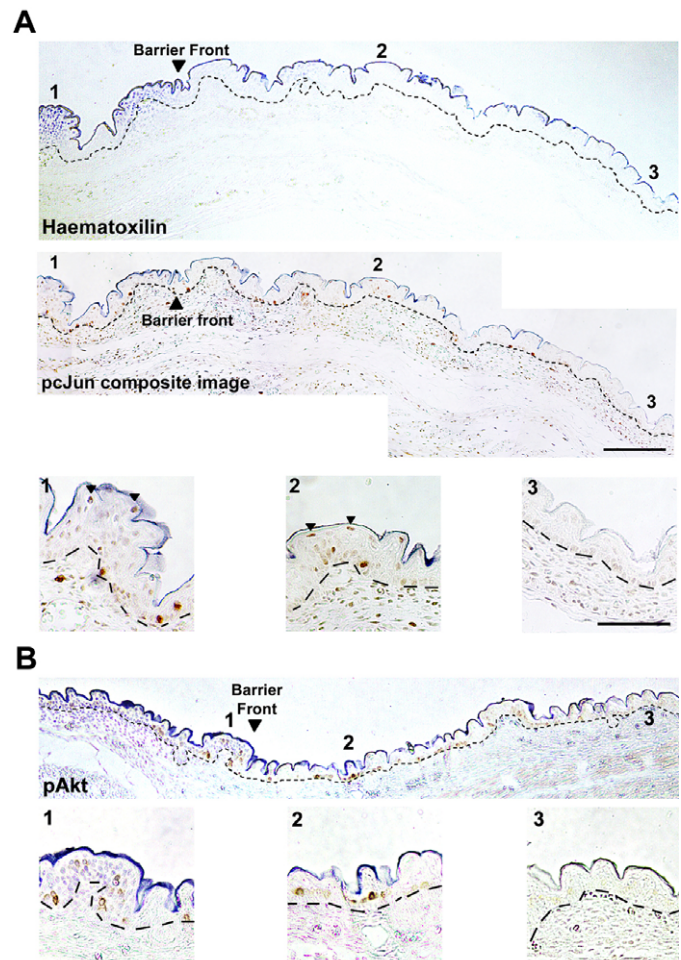 A
Barrier Front
1
2
3
Haematoxilin
1
2
Barrier front
3
pcJun composite image
1
2
3
B
Barrier
Front
1
2
3
pAkt
1
2
3